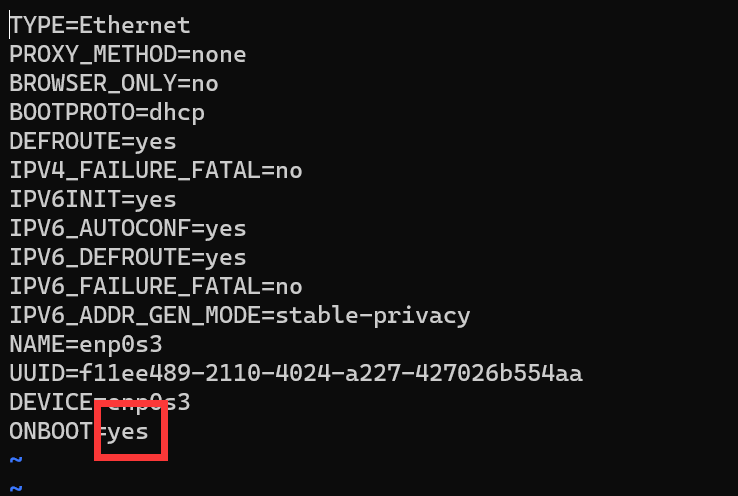 TYPE=Ethernet
PROXY_METHOD=none
BROWSER_ONLY=no
BOOTPROTO=dhcp
DEFROUTE=yes
IPV4_FAILURE_FATAL=no
IPV6INIT=yes
IPV6_AUTOCONF=yes
IPV6_DEFROUTE=yes
IPV6_FAILURE_FATAL=no
IPV6_ADDR_GEN_MODE=stable-privacy
NAME=enp0s3
UUID=f11ee489-2110-4024-a227-427026b554aa
DEVICE=enp0s3
ONBOOT=yes
~
~